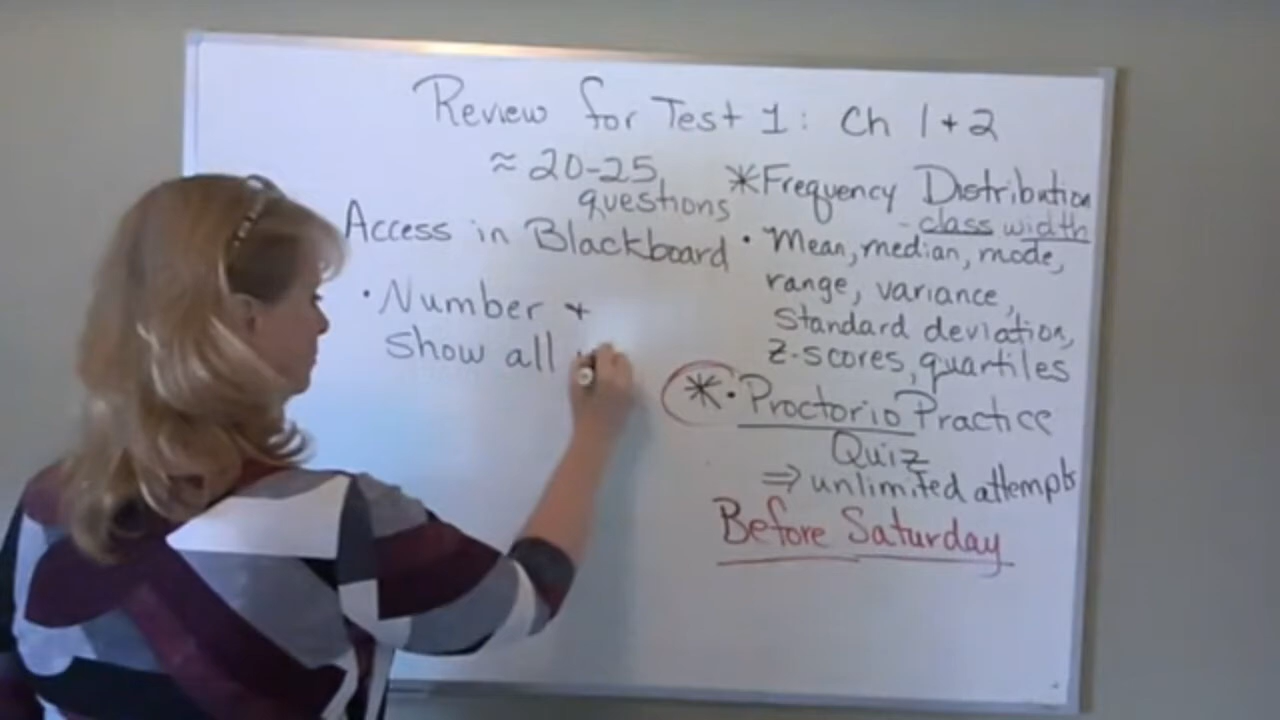 Review for Test 1: Ch 1+2
≈ 20-25
questions
Access in Blackboard
• Number +
show all
*Frequency Distribution
- class width
• Mean, median, mode,
range, variance,
standard deviation,
z-scores, quartiles
*• Proctorio Practice
Quiz
⇒ unlimited attempts
Before Saturday